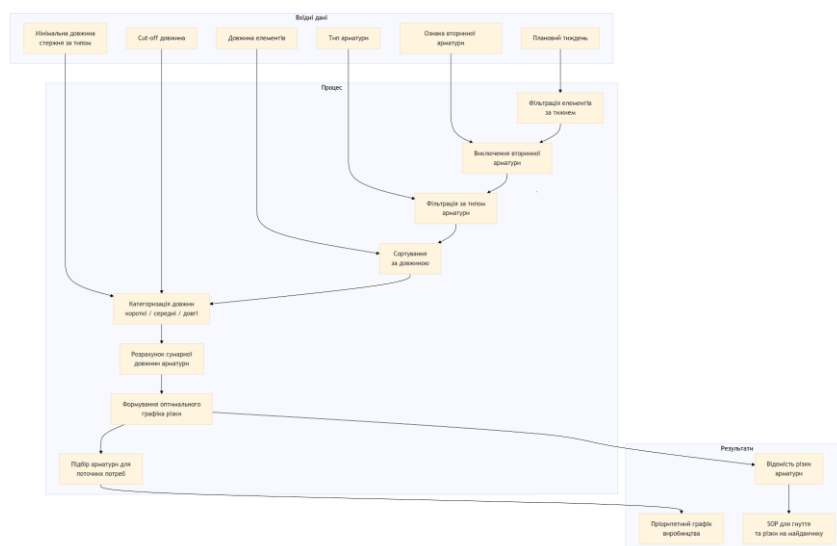 Вхідні дані
Мінімальна довжина
стержня за типом
Cut-off довжина
Довжина елементів
Тип арматури
Ознака вторинної
арматури
Плановий тиждень
Процес
Фільтрація елементів
за тижнем
Виключення вторинної
арматури
Фільтрація за типом
арматури
Сортування
за довжиною
Категоризація довжин
короткі / середні / довгі
Розрахунок сумарної
довжини арматури
Формування оптимального
графіка різки
Підбір арматури для
поточних потреб
Результати
Відомість різки
арматури
Пріоритетний графік
виробництва
SOP для гнуття
та різки на майданчику